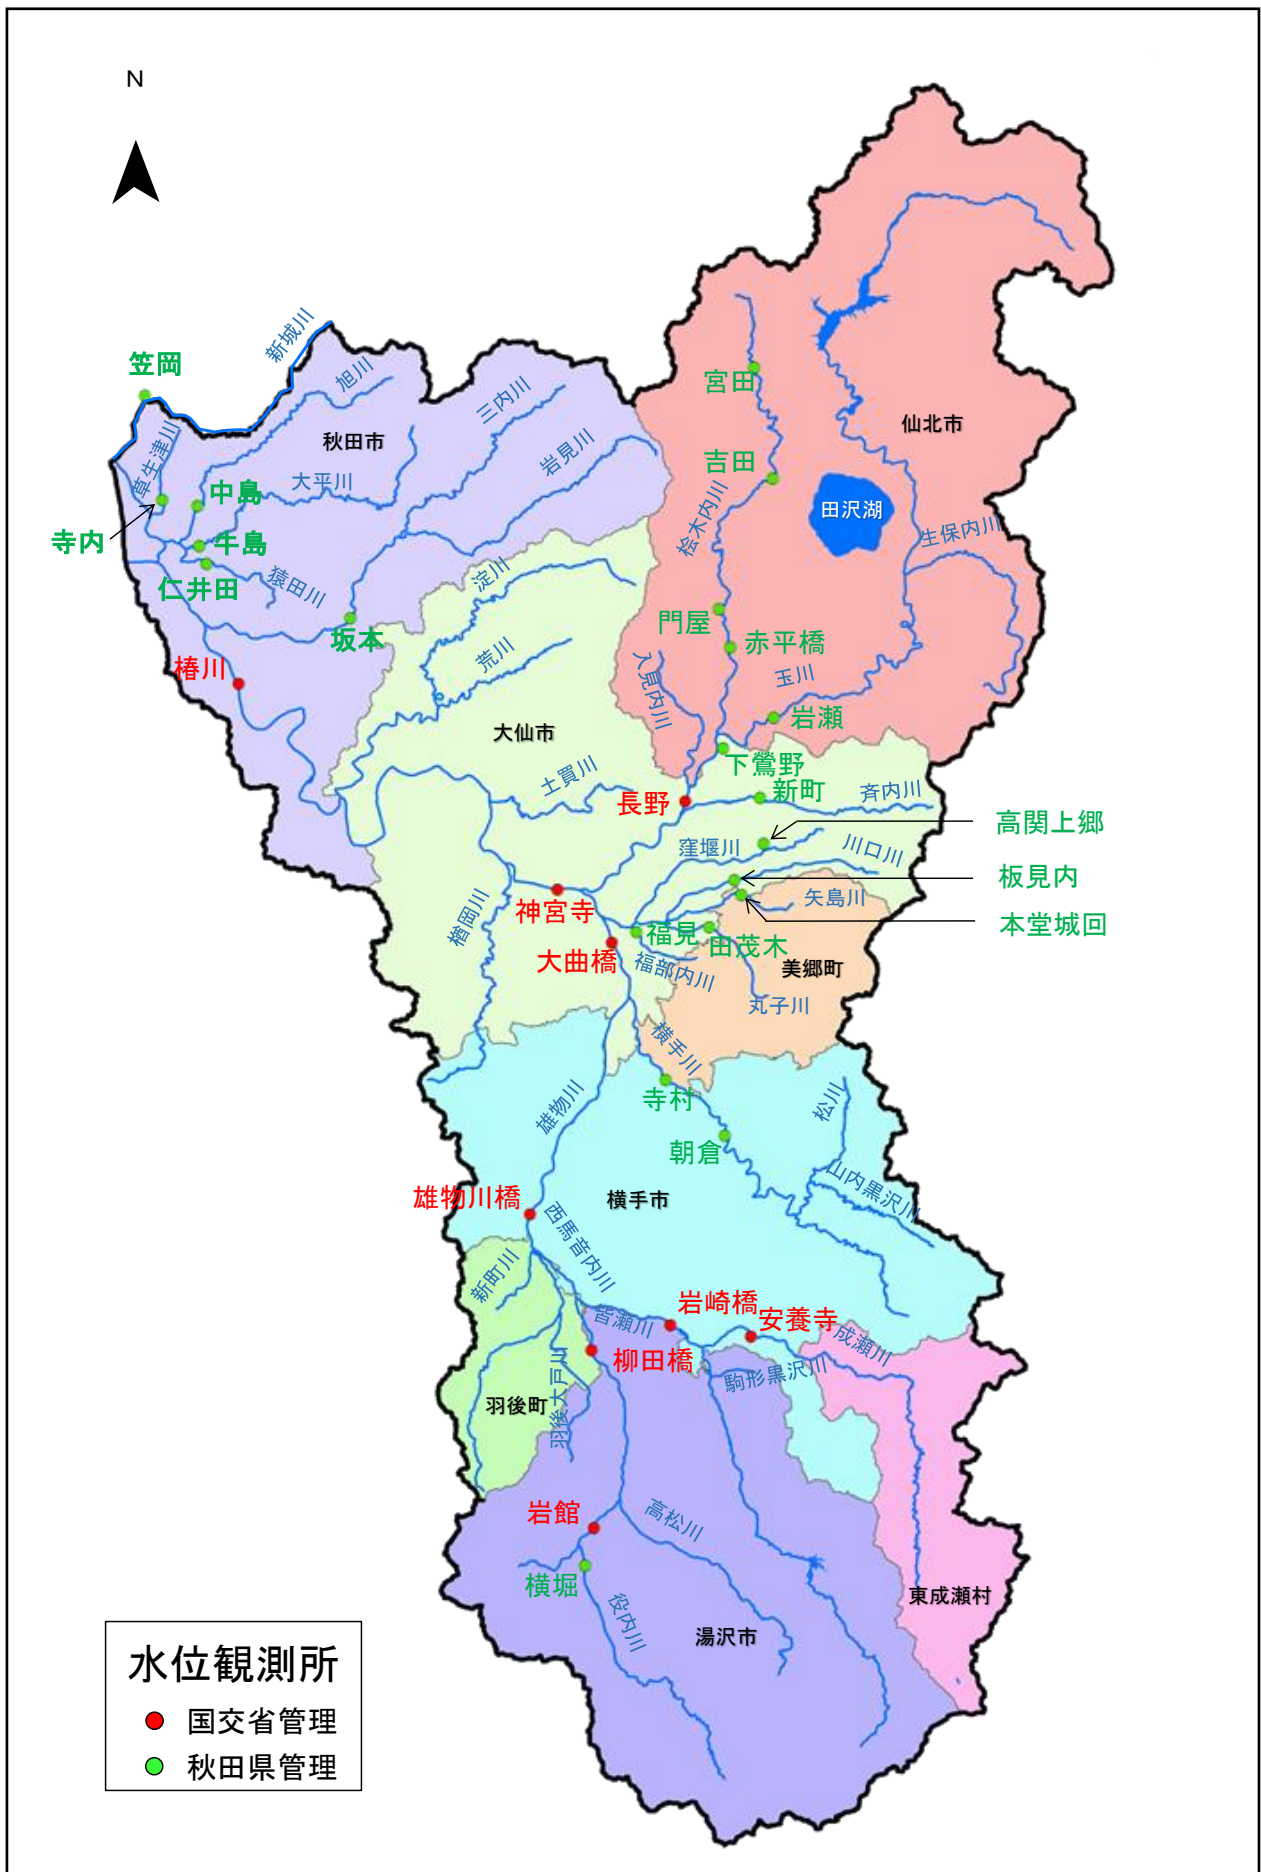 N
新城川
笠岡
旭川
三内川
宮田
秋田市
仙北市
草生津川
岩見川
吉田
大平川
中島
田沢湖
桧木内川
生保内川
寺内
牛島
仁井田
猿田川
淀川
門屋
坂本
赤平橋
荒川
椿川
入見内川
玉川
岩瀬
大仙市
下鶯野
土買川
新町
斉内川
長野
高関上郷
窪堰川
川口川
板見内
矢島川
神宮寺
本堂城回
楢岡川
福見
田茂木
大曲橋
福部内川
美郷町
丸子川
横手川
寺村
松川
雄物川
朝倉
山内黒沢川
雄物川橋
横手市
西馬音内川
新町川
岩崎橋
安養寺
皆瀬川
成瀬川
柳田橋
駒形黒沢川
羽後町
羽後大戸川
岩館
高松川
横堀
東成瀬村
役内川
湯沢市
水位観測所
国交省管理
秋田県管理